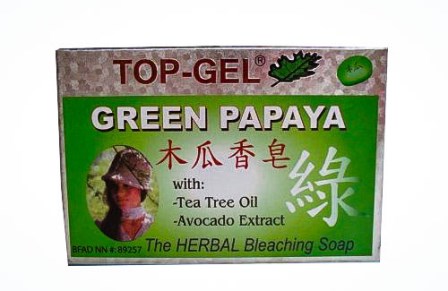 TOP-GEL®
GREEN PAPAYA
木瓜香皂
with:
-Tea Tree Oil
-Avocado Extract
綠
BFAD NN #: 89257
The HERBAL Bleaching Soap